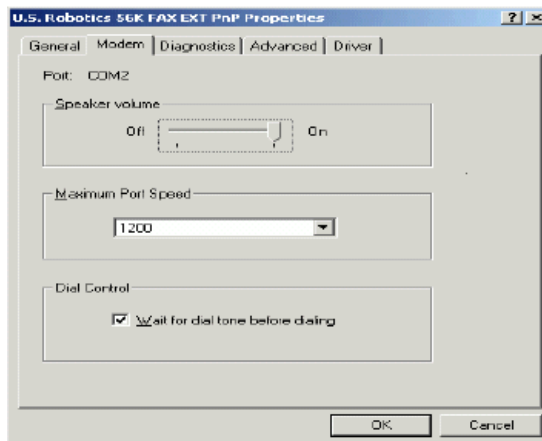 U.S. Robotics 56K FAX EXT PnP Properties
General Modem Diagnostics Advanced Driver
Port: COM2
Speaker volume
Off On
Maximum Port Speed
1200
Dial Control
Wait for dial tone before dialing
OK Cancel